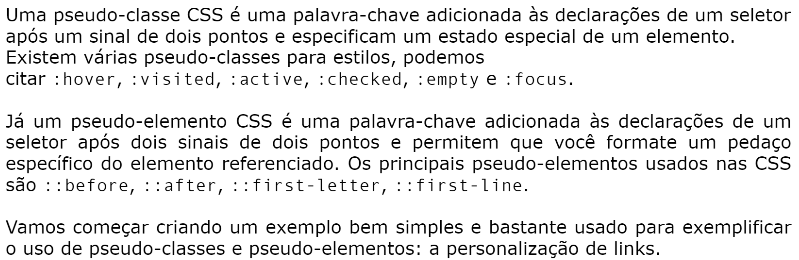 Uma pseudo-classe CSS é uma palavra-chave adicionada às declarações de um seletor
após um sinal de dois pontos e especificam um estado especial de um elemento.
Existem várias pseudo-classes para estilos, podemos
citar :hover, :visited, :active, :checked, :empty e :focus.
Já um pseudo-elemento CSS é uma palavra-chave adicionada às declarações de um
seletor após dois sinais de dois pontos e permitem que você formate um pedaço
específico do elemento referenciado. Os principais pseudo-elementos usados nas CSS
são ::before, ::after, ::first-letter, ::first-line.
Vamos começar criando um exemplo bem simples e bastante usado para exemplificar
o uso de pseudo-classes e pseudo-elementos: a personalização de links.